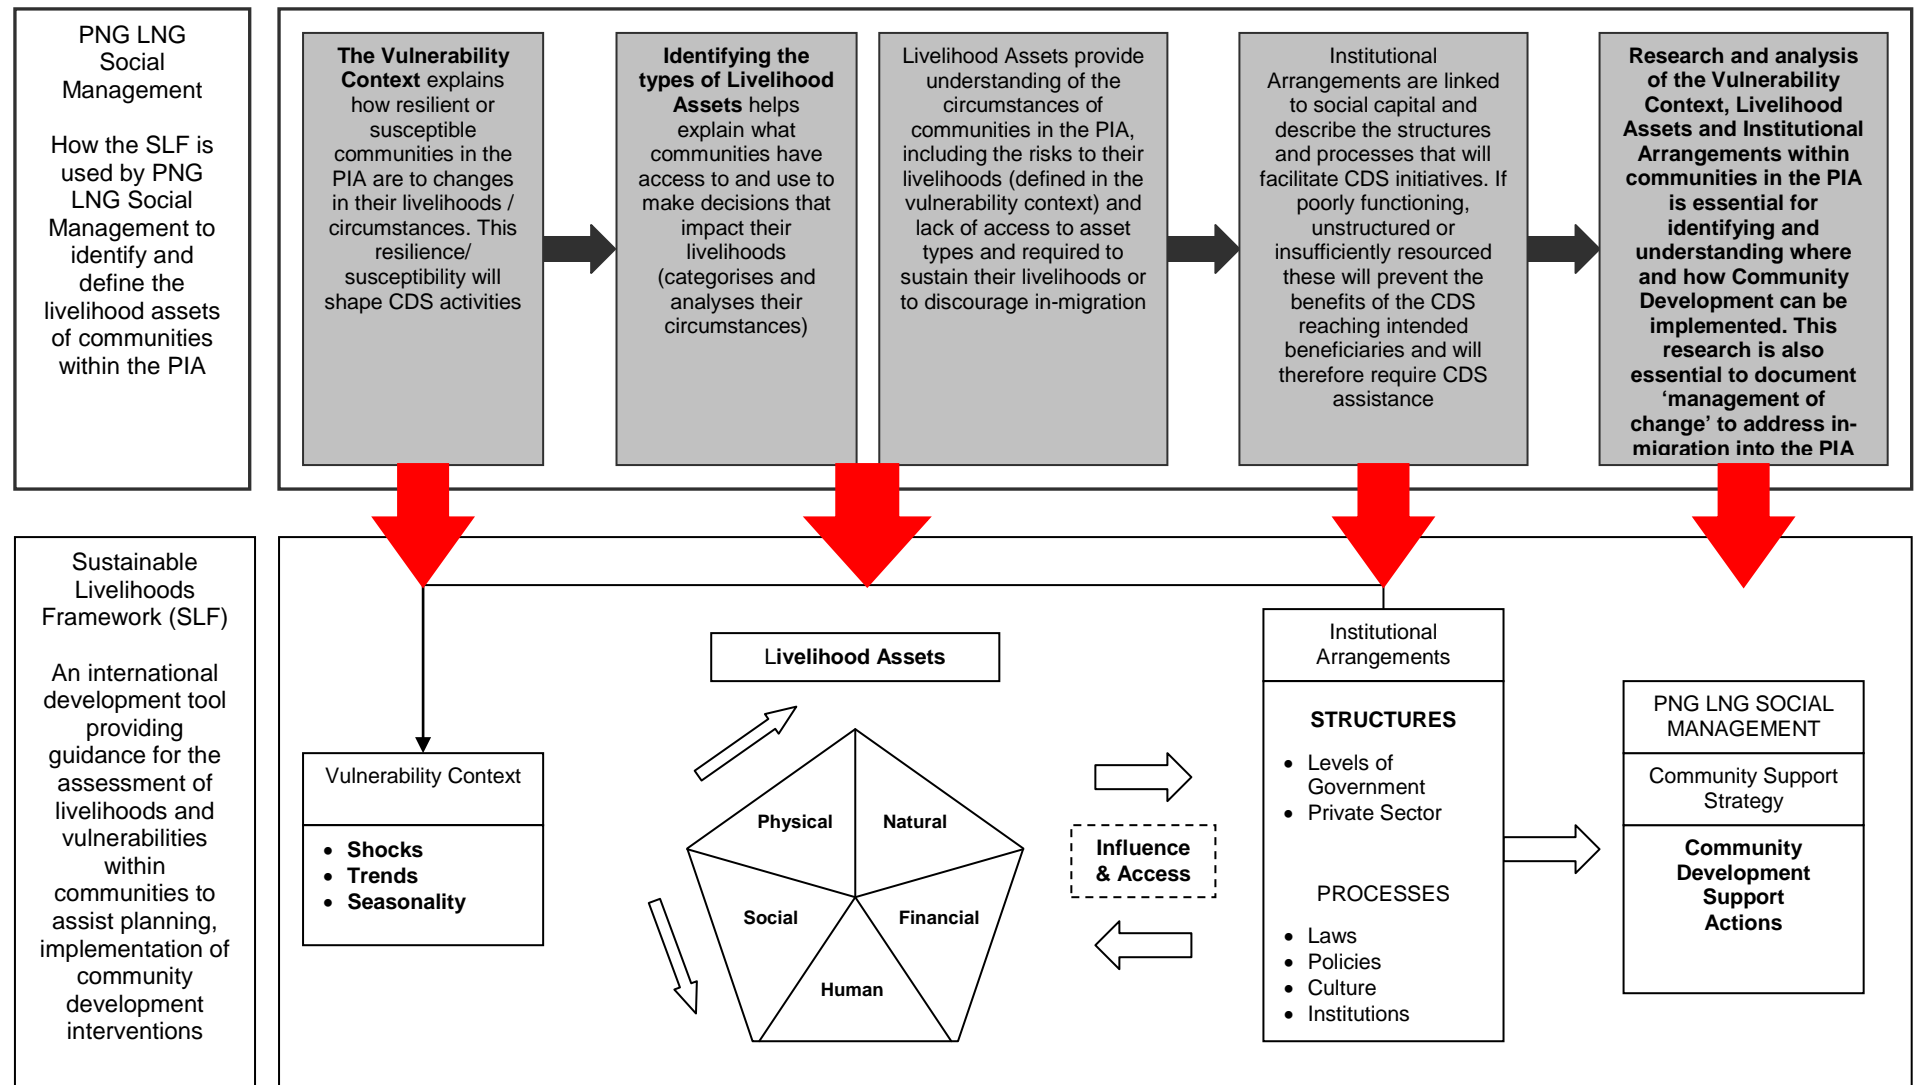 PNG LNG
Social
Management
How the SLF is
used by PNG
LNG Social
Management to
identify and
define the
livelihood assets
of communities
within the PIA
The Vulnerability
Context explains
how resilient or
susceptible
communities in the
PIA are to changes
in their livelihoods /
circumstances. This
resilience/
susceptibility will
shape CDS activities
Identifying the
types of Livelihood
Assets helps
explain what
communities have
access to and use to
make decisions that
impact their
livelihoods
(categorises and
analyses their
circumstances)
Livelihood Assets provide
understanding of the
circumstances of
communities in the PIA,
including the risks to their
livelihoods (defined in the
vulnerability context) and
lack of access to asset
types and required to
sustain their livelihoods or
to discourage in-migration
Institutional
Arrangements are linked
to social capital and
describe the structures
and processes that will
facilitate CDS initiatives. If
poorly functioning,
unstructured or
insufficiently resourced
these will prevent the
benefits of the CDS
reaching intended
beneficiaries and will
therefore require CDS
assistance
Research and analysis
of the Vulnerability
Context, Livelihood
Assets and Institutional
Arrangements within
communities in the PIA
is essential for
identifying and
understanding where
and how Community
Development can be
implemented. This
research is also
essential to document
‘management of
change’ to address in-
migration into the PIA
Sustainable
Livelihoods
Framework (SLF)
An international
development tool
providing
guidance for the
assessment of
livelihoods and
vulnerabilities
within
communities to
assist planning,
implementation of
community
development
interventions
Vulnerability Context
• Shocks
• Trends
• Seasonality
Livelihood Assets
Physical
Natural
Social
Financial
Human
Influence
& Access
Institutional
Arrangements
STRUCTURES
• Levels of
Government
• Private Sector
PROCESSES
• Laws
• Policies
• Culture
• Institutions
PNG LNG SOCIAL
MANAGEMENT
Community Support
Strategy
Community
Development
Support
Actions